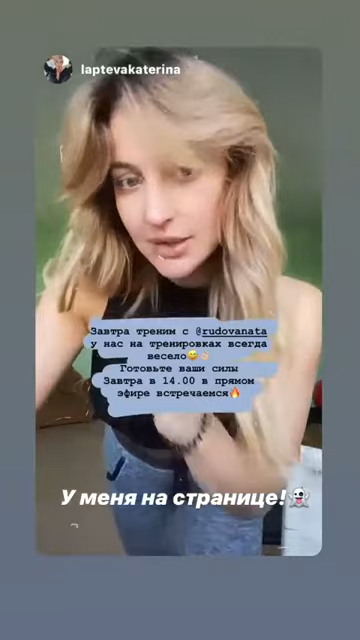 laptevakaterina
Завтра треним с @rudovanata
у нас на тренировках всегда
весело😅👌🏻
Готовьте ваши силы
Завтра в 14.00 в прямом
эфире встречаемся🔥
У меня на странице!👻